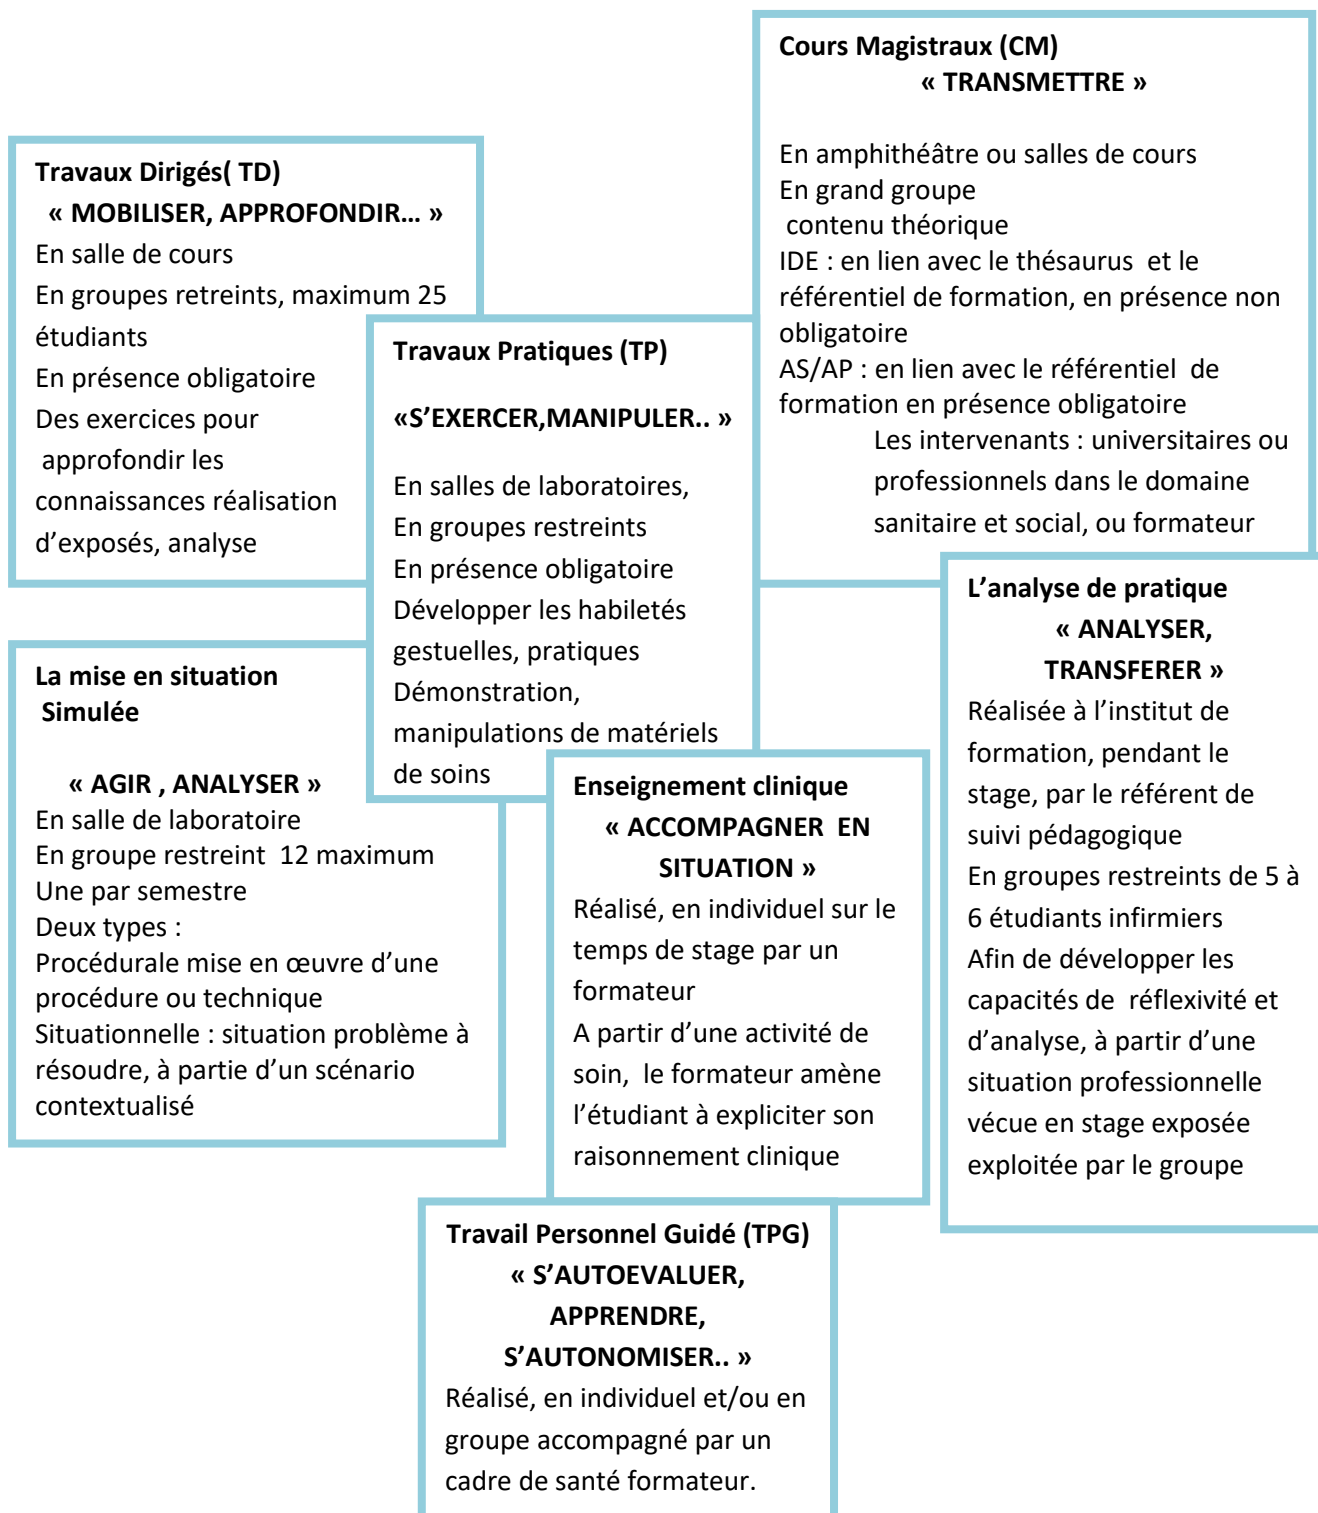 Cours Magistraux (CM)
« TRANSMETTRE »
En amphithéâtre ou salles de cours
En grand groupe
contenu théorique
IDE : en lien avec le thésaurus et le
référentiel de formation, en présence non
obligatoire
AS/AP : en lien avec le référentiel de
formation en présence obligatoire
Les intervenants : universitaires ou
professionnels dans le domaine
sanitaire et social, ou formateur
Travaux Dirigés( TD)
« MOBILISER, APPROFONDIR… »
En salle de cours
En groupes retreints, maximum 25
étudiants
En présence obligatoire
Des exercices pour
approfondir les
connaissances réalisation
d’exposés, analyse
Travaux Pratiques (TP)
«S’EXERCER,MANIPULER.. »
En salles de laboratoires,
En groupes restreints
En présence obligatoire
Développer les habiletés
gestuelles, pratiques
Démonstration,
manipulations de matériels
de soins
L’analyse de pratique
« ANALYSER,
TRANSFERER »
Réalisée à l’institut de
formation, pendant le
stage, par le référent de
suivi pédagogique
En groupes restreints de 5 à
6 étudiants infirmiers
Afin de développer les
capacités de réflexivité et
d’analyse, à partir d’une
situation professionnelle
vécue en stage exposée
exploitée par le groupe
La mise en situation
Simulée
« AGIR , ANALYSER »
En salle de laboratoire
En groupe restreint 12 maximum
Une par semestre
Deux types :
Procédurale mise en œuvre d’une
procédure ou technique
Situationnelle : situation problème à
résoudre, à partie d’un scénario
contextualisé
Enseignement clinique
« ACCOMPAGNER EN
SITUATION »
Réalisé, en individuel sur le
temps de stage par un
formateur
A partir d’une activité de
soin, le formateur amène
l’étudiant à expliciter son
raisonnement clinique
Travail Personnel Guidé (TPG)
« S’AUTOEVALUER,
APPRENDRE,
S’AUTONOMISER.. »
Réalisé, en individuel et/ou en
groupe accompagné par un
cadre de santé formateur.